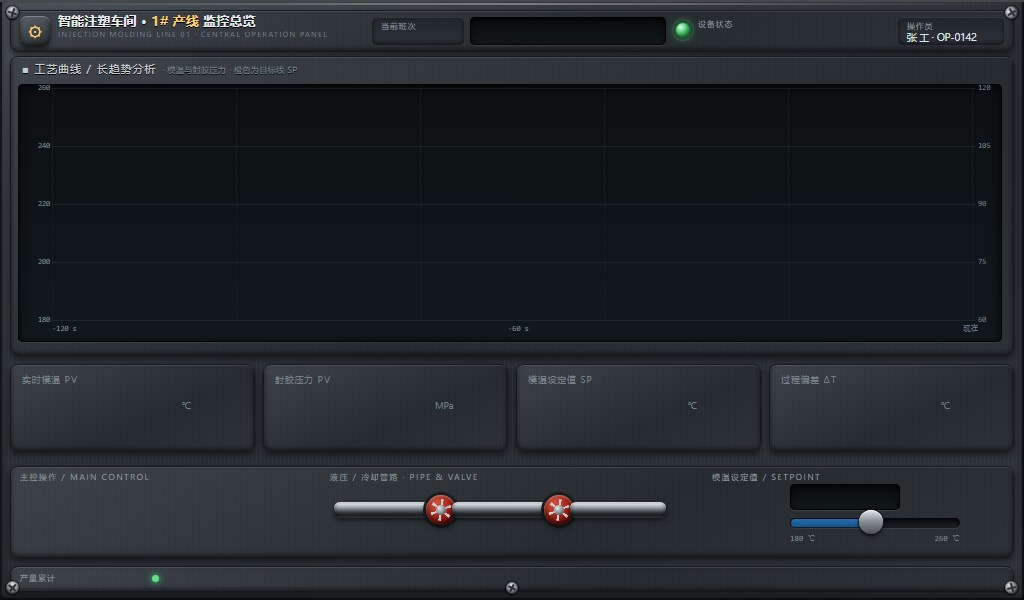 智能注塑车间 • 1# 产线 监控总览
INJECTION MOLDING LINE 01 · CENTRAL OPERATION PANEL
当前班次
设备状态
操作员
张工 · OP-0142
■ 工艺曲线 / 长趋势分析 · 模温与射胶压力 · 橙色为目标线 SP
260
240
220
200
180
120
105
90
75
60
-120 s
-60 s
现在
实时模温 PV
℃
射胶压力 PV
MPa
模温设定值 SP
℃
过程偏差 ΔT
℃
主控操作 / MAIN CONTROL
液压 / 冷却管路 · PIPE & VALVE
模温设定值 / SETPOINT
180 ℃
260 ℃
产量累计